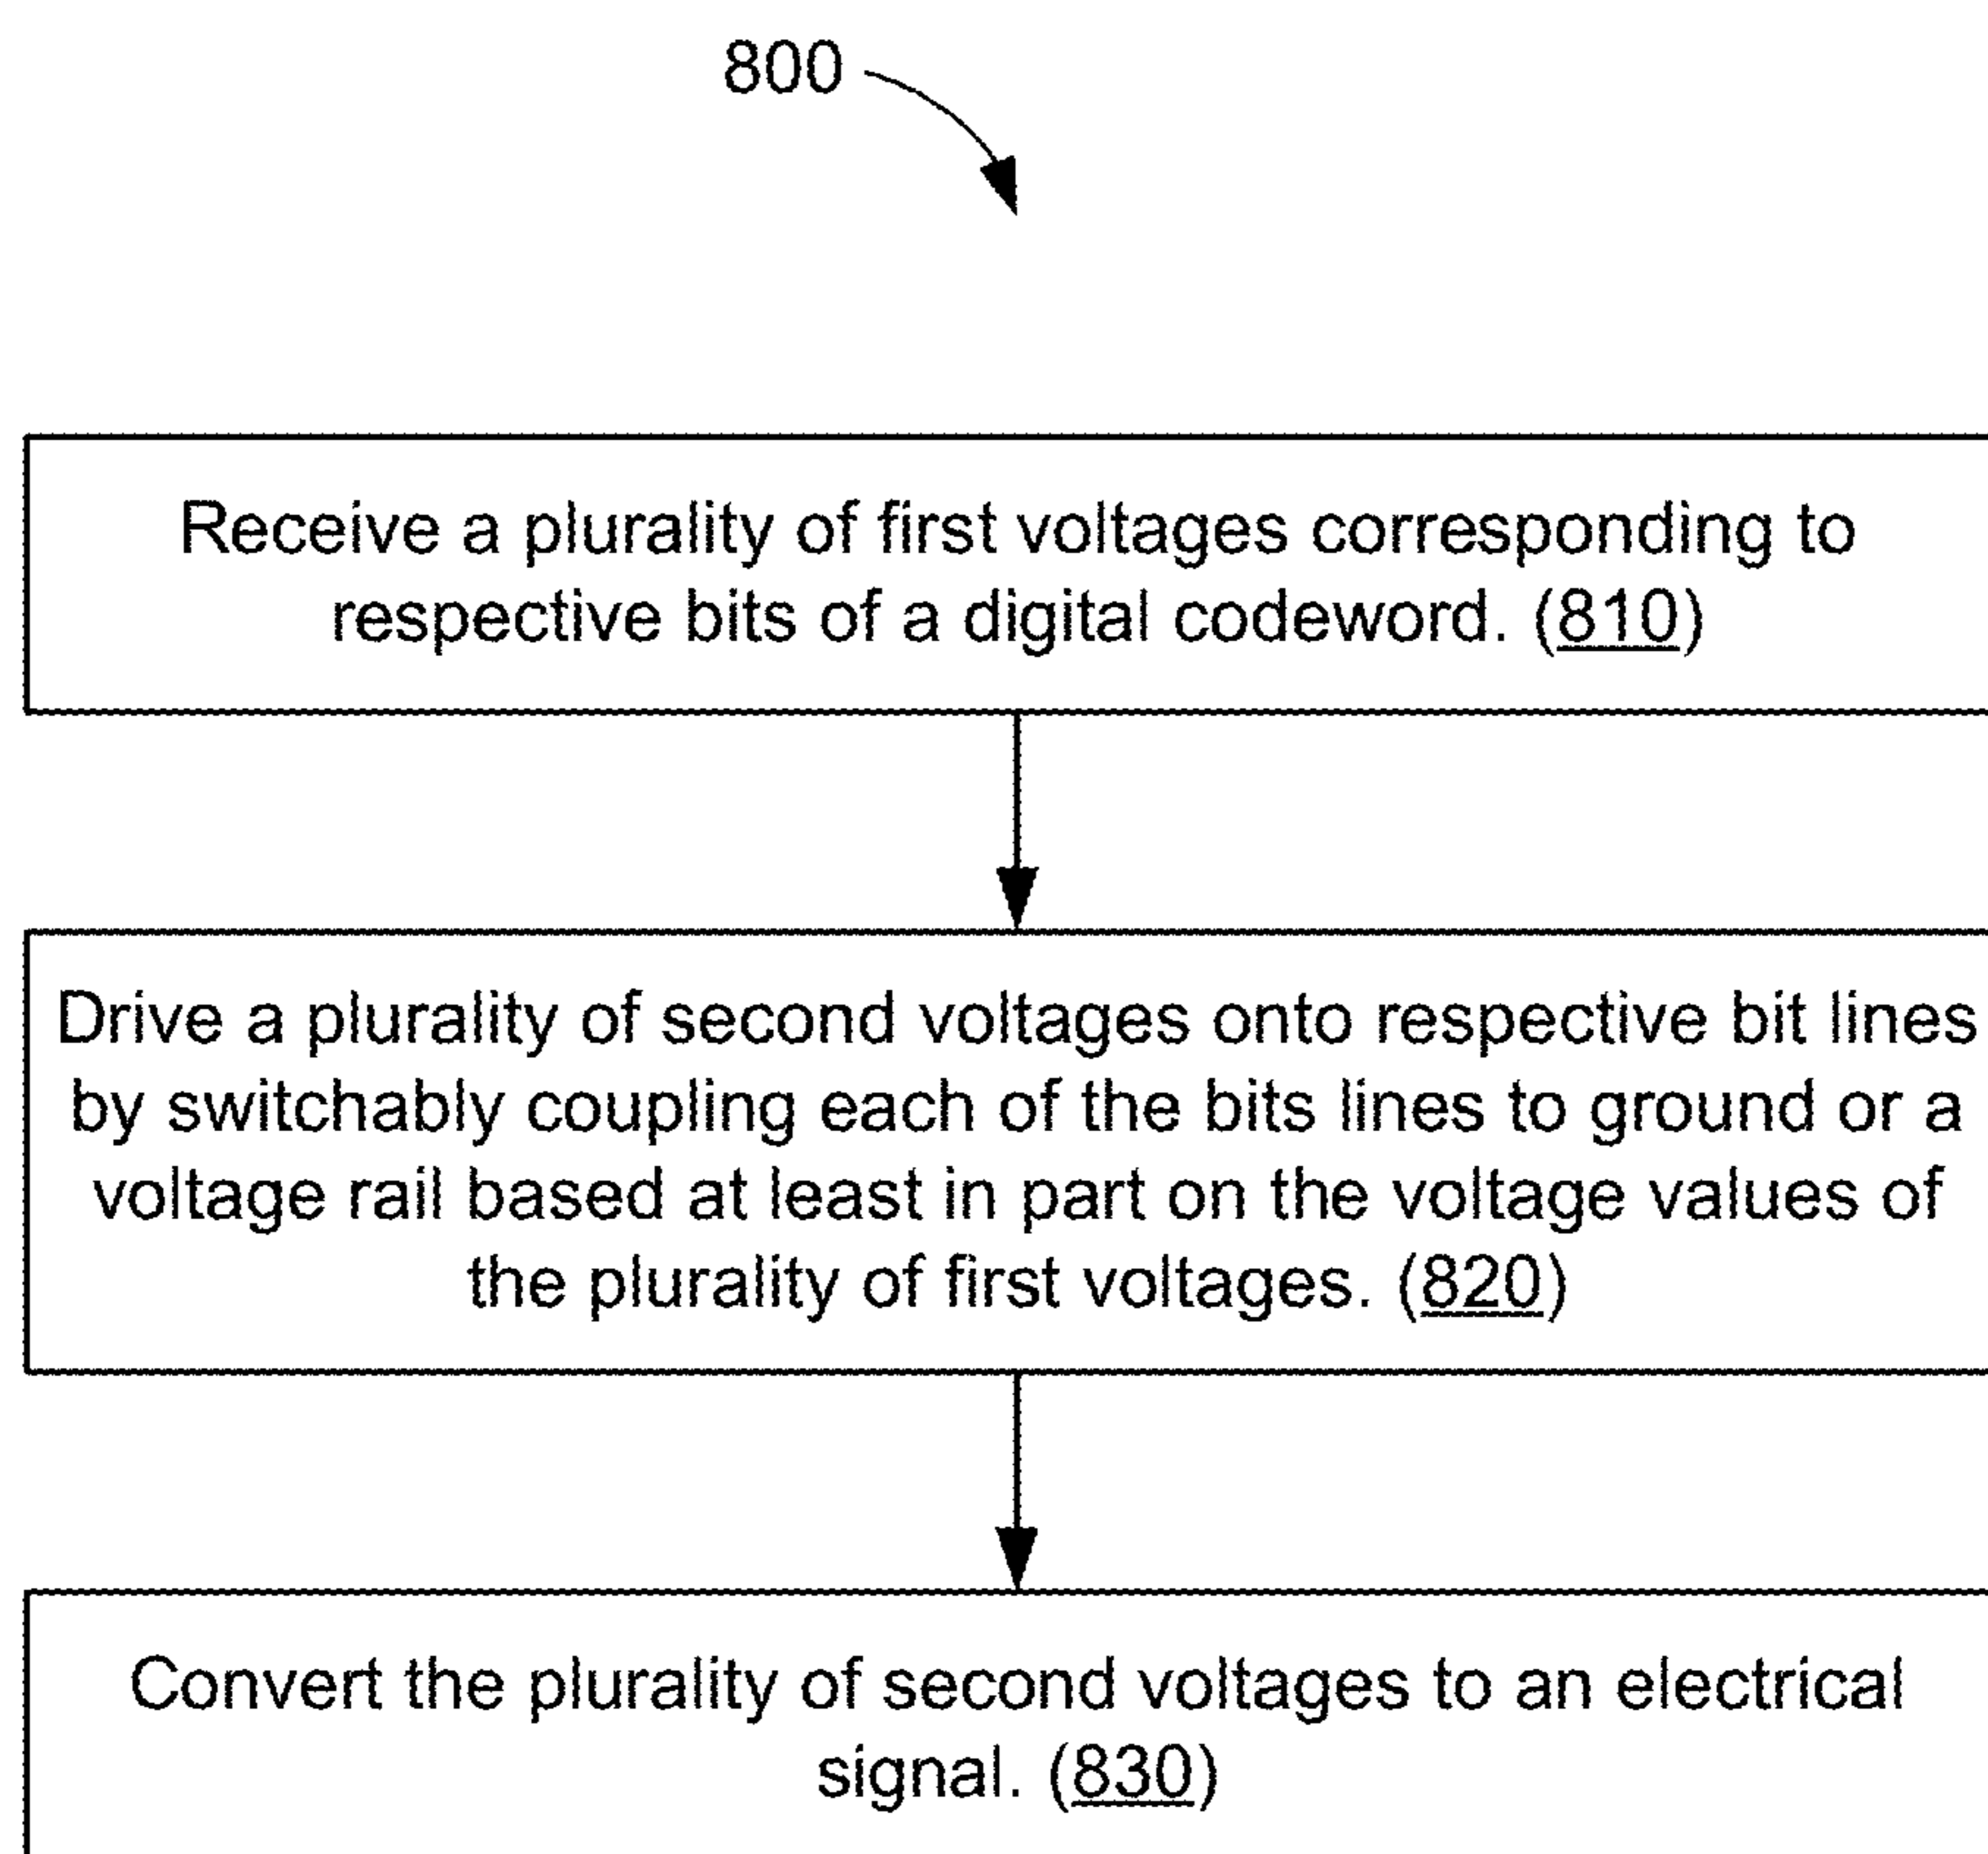 800
Receive a plurality of first voltages corresponding to
respective bits of a digital codeword. (810)
Drive a plurality of second voltages onto respective bit lines
by switchably coupling each of the bits lines to ground or a
voltage rail based at least in part on the voltage values of
the plurality of first voltages. (820)
Convert the plurality of second voltages to an electrical
signal. (830)